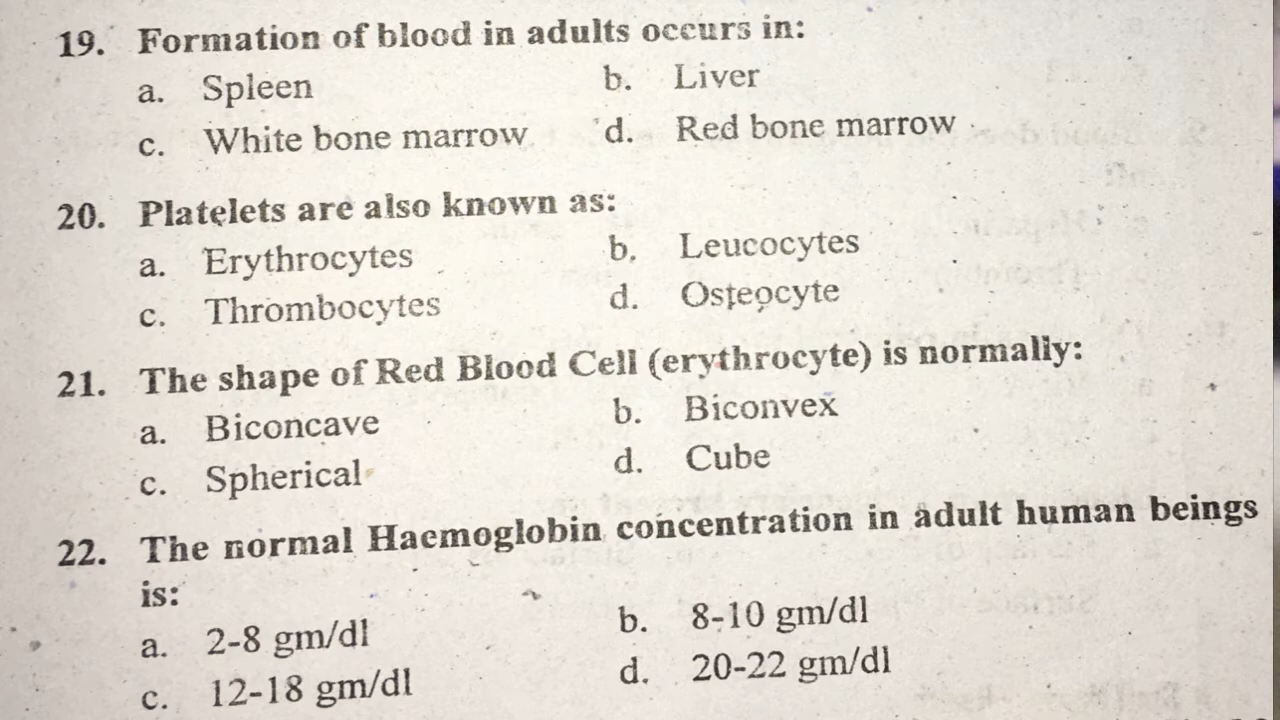 19. Formation of blood in adults occurs in:
a. Spleen b. Liver
c. White bone marrow d. Red bone marrow
20. Platelets are also known as:
a. Erythrocytes b. Leucocytes
c. Thrombocytes d. Osteocyte
21. The shape of Red Blood Cell (erythrocyte) is normally:
a. Biconcave b. Biconvex
c. Spherical d. Cube
22. The normal Haemoglobin concentration in adult human beings
is:
a. 2-8 gm/dl b. 8-10 gm/dl
c. 12-18 gm/dl d. 20-22 gm/dl